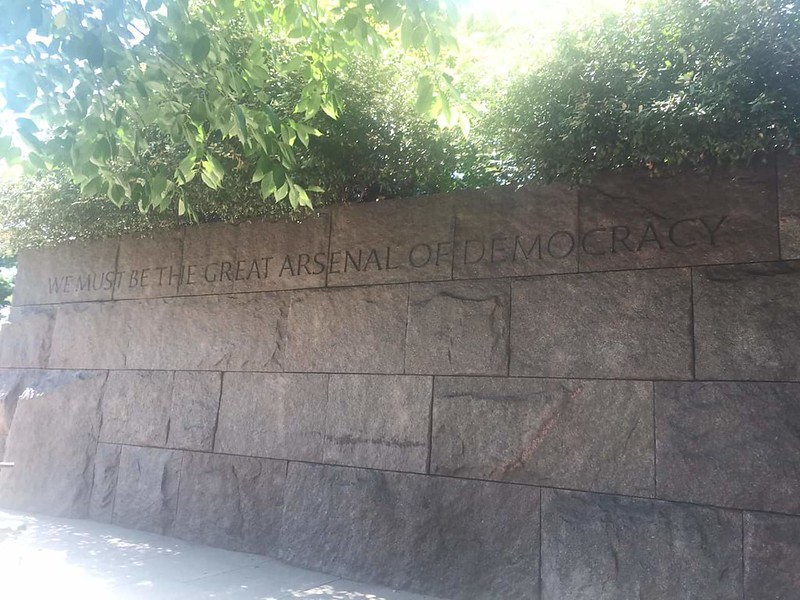 WE MUST BE THE GREAT ARSENAL OF DEMOCRACY